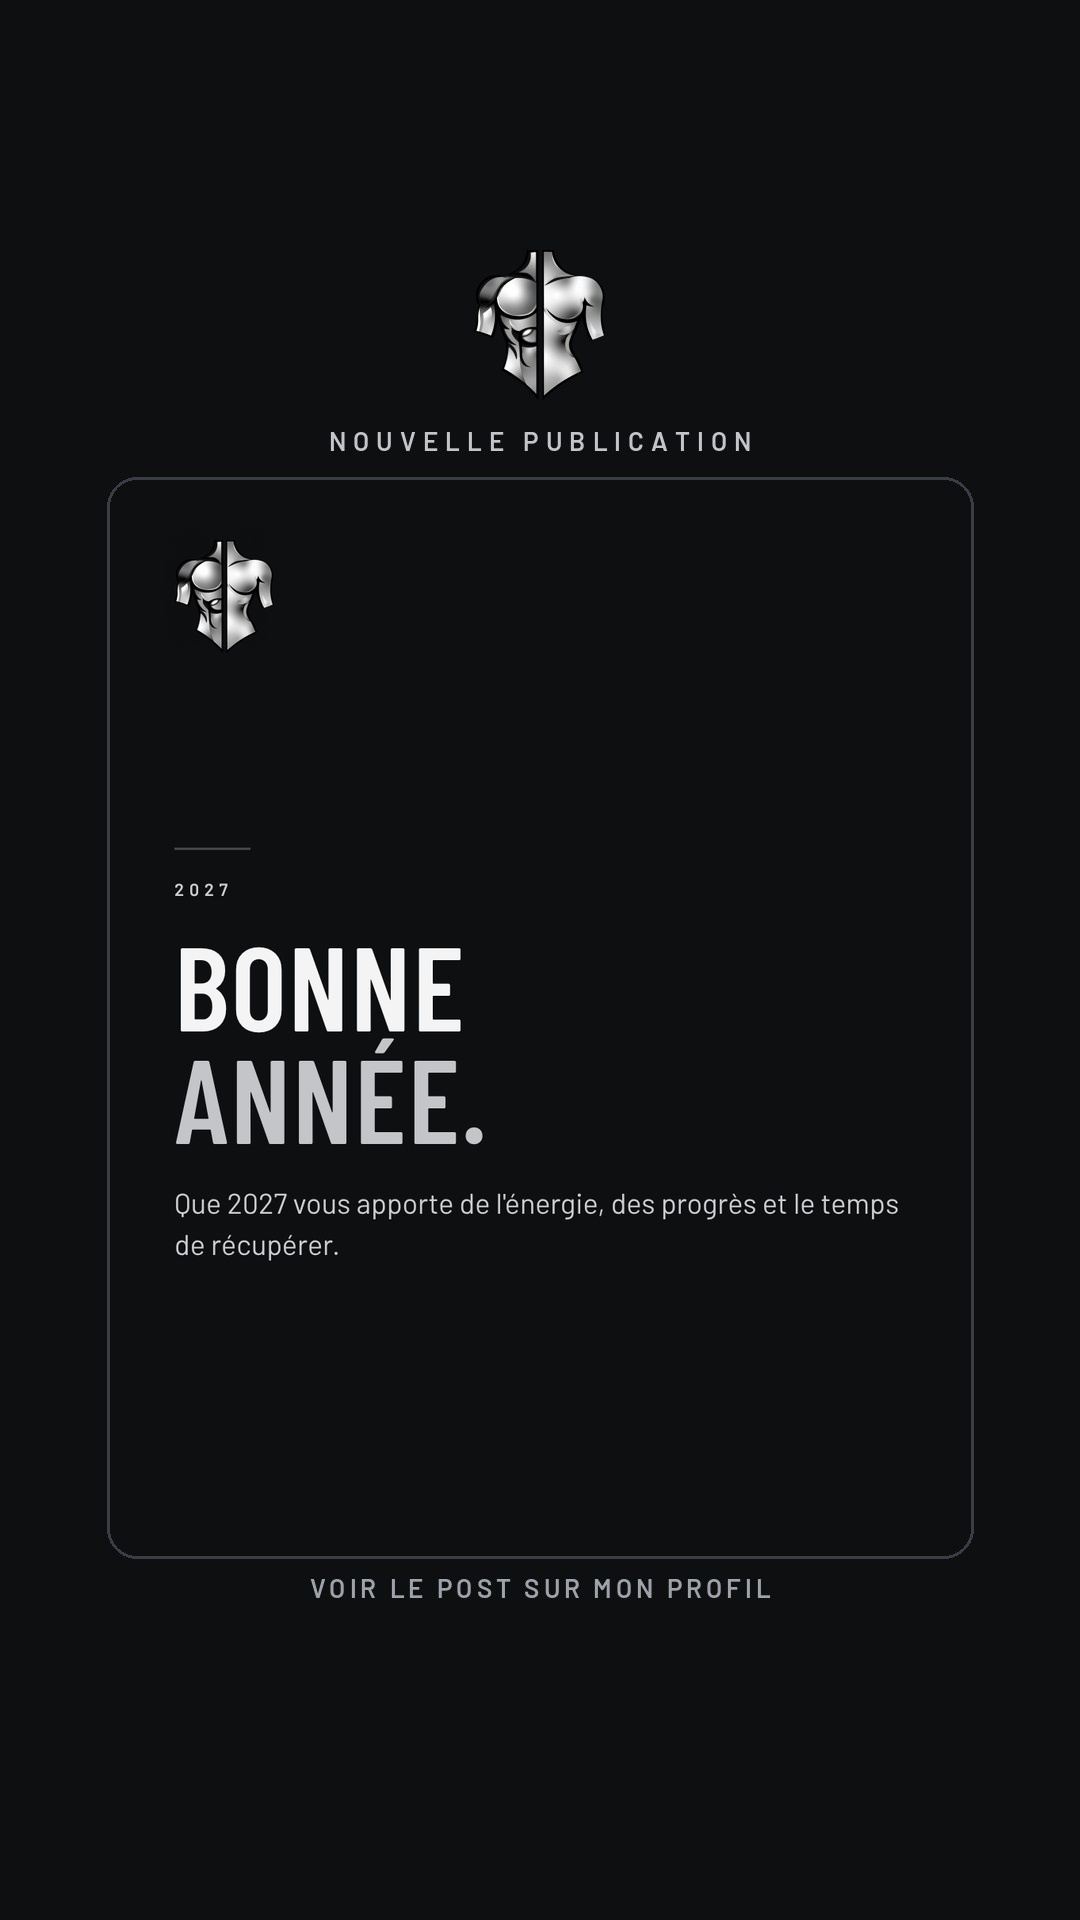 NOUVELLE PUBLICATION
2027
BONNE
ANNÉE.
Que 2027 vous apporte de l'énergie, des progrès et le temps
de récupérer.
VOIR LE POST SUR MON PROFIL